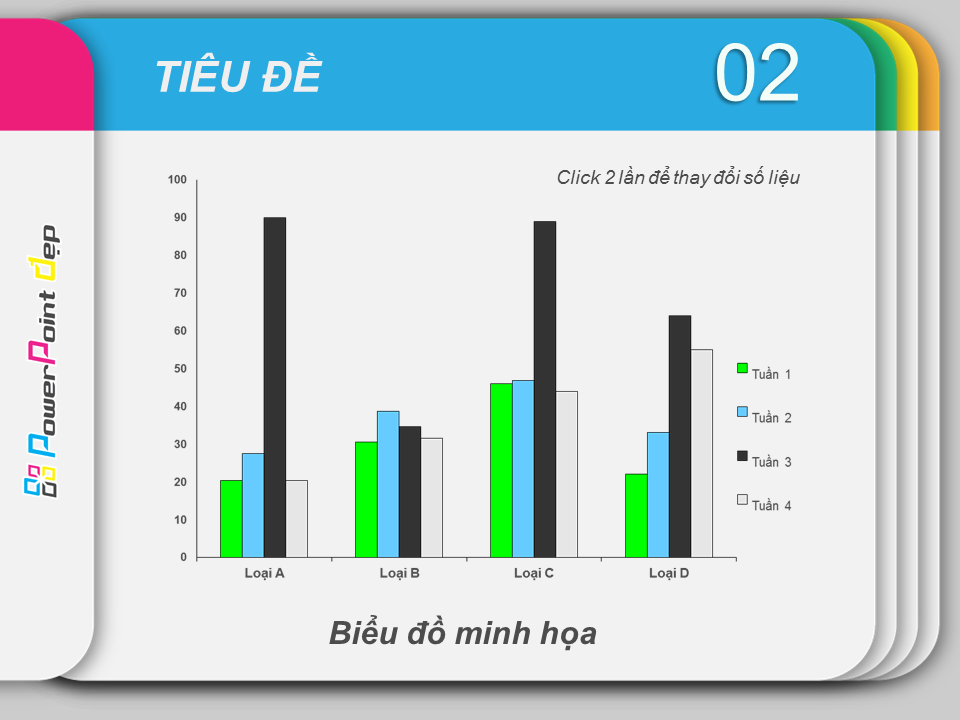 TIÊU ĐỀ
02
Click 2 lần để thay đổi số liệu
100
90
80
70
60
50
40
30
20
10
0
Loại A
Loại B
Loại C
Loại D
Tuần 1
Tuần 2
Tuần 3
Tuần 4
Biểu đồ minh họa
PowerPoint đẹp